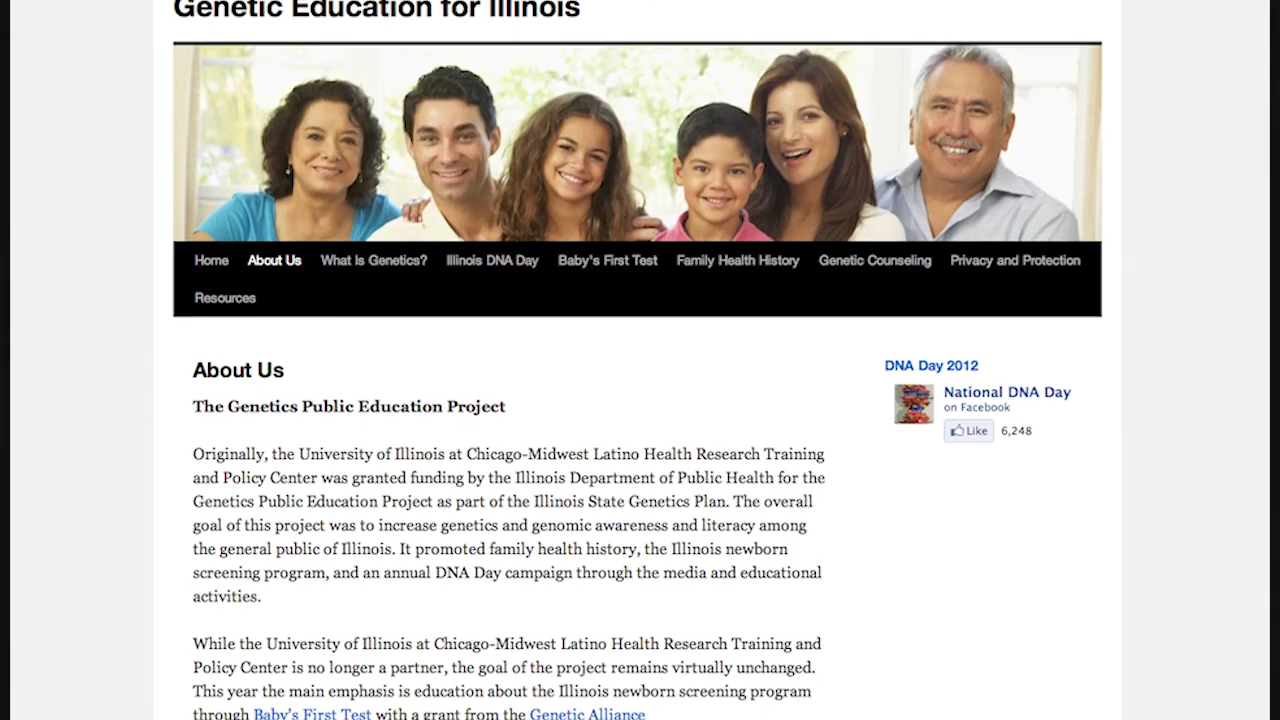 Genetic Education for Illinois
Home About Us What Is Genetics? Illinois DNA Day Baby's First Test Family Health History Genetic Counseling Privacy and Protection
Resources
About Us
The Genetics Public Education Project
Originally, the University of Illinois at Chicago-Midwest Latino Health Research Training
and Policy Center was granted funding by the Illinois Department of Public Health for the
Genetics Public Education Project as part of the Illinois State Genetics Plan. The overall
goal of this project was to increase genetics and genomic awareness and literacy among
the general public of Illinois. It promoted family health history, the Illinois newborn
screening program, and an annual DNA Day campaign through the media and educational
activities.
While the University of Illinois at Chicago-Midwest Latino Health Research Training and
Policy Center is no longer a partner, the goal of the project remains virtually unchanged.
This year the main emphasis is education about the Illinois newborn screening program
through Baby's First Test with a grant from the Genetic Alliance
DNA Day 2012
National DNA Day
on Facebook
Like 6,248